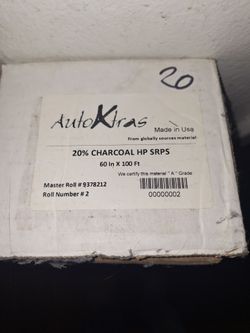 20
AutoXtras
Made in Usa
From globally sources material
20% CHARCOAL HP SRPS
60 In X 100 Ft
We certify this material "A" Grade
Master Roll # 9378212
Roll Number # 2
00000002